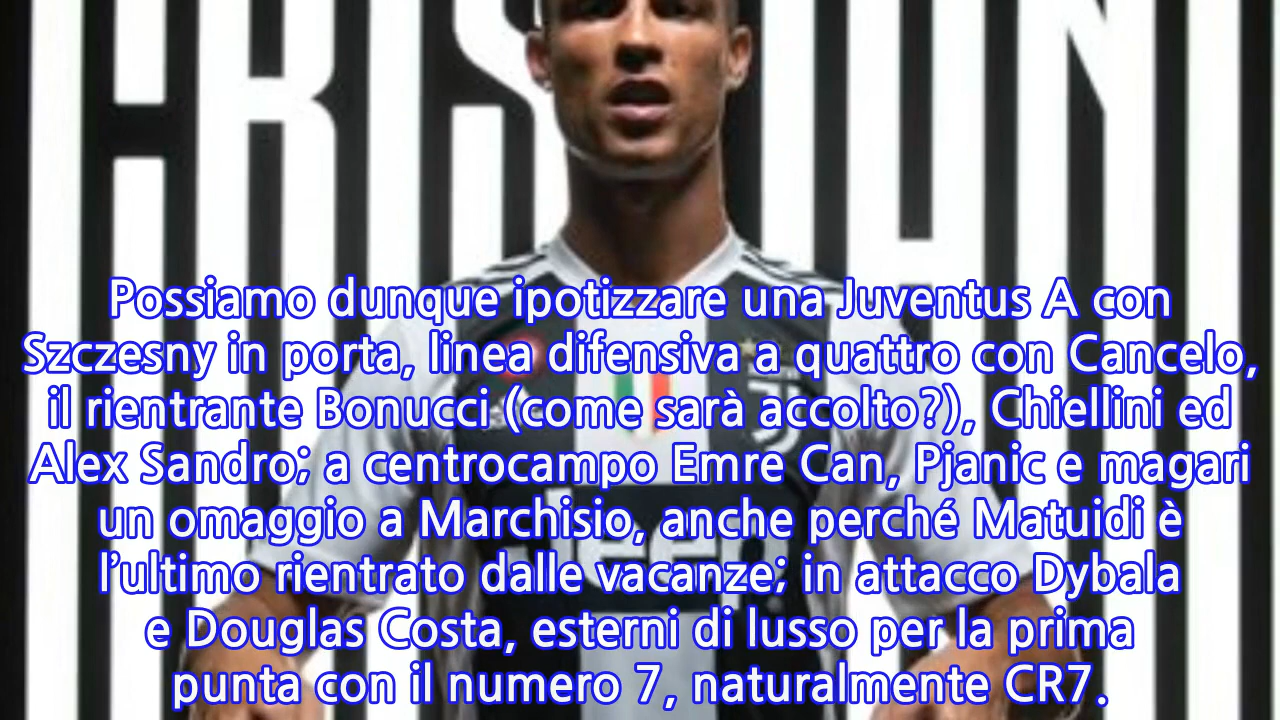 CRISTIANO
Possiamo dunque ipotizzare una Juventus A con
Szczesny in porta, linea difensiva a quattro con Cancelo,
il rientrante Bonucci (come sarà accolto?), Chiellini ed
Alex Sandro; a centrocampo Emre Can, Pjanic e magari
un omaggio a Marchisio, anche perché Matuidi è
l'ultimo rientrato dalle vacanze; in attacco Dybala
e Douglas Costa, esterni di lusso per la prima
punta con il numero 7, naturalmente CR7.
Jeep